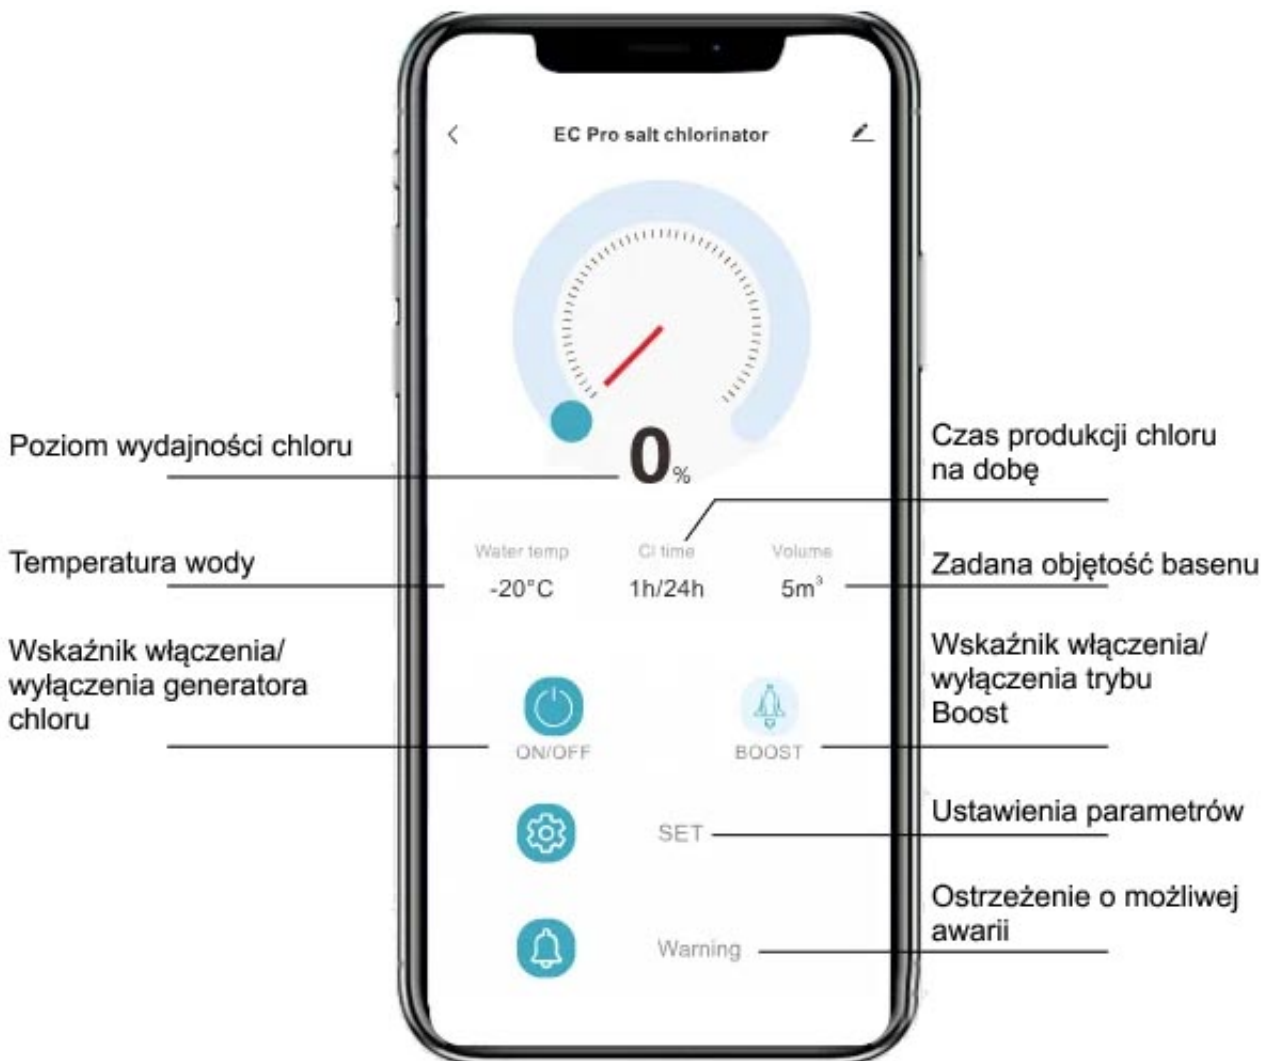 EC Pro salt chlorinator
Poziom wydajności chloru
0%
Czas produkcji chloru
na dobę
Temperatura wody
Water temp
-20°C
Cl time
1h/24h
Volume
5m³
Zadana objętość basenu
Wskaźnik włączenia/
wyłączenia generatora
chloru
ON/OFF
BOOST
Wskaźnik włączenia/
wyłączenia trybu
Boost
SET
Ustawienia parametrów
Warning
Ostrzeżenie o możliwej
awarii